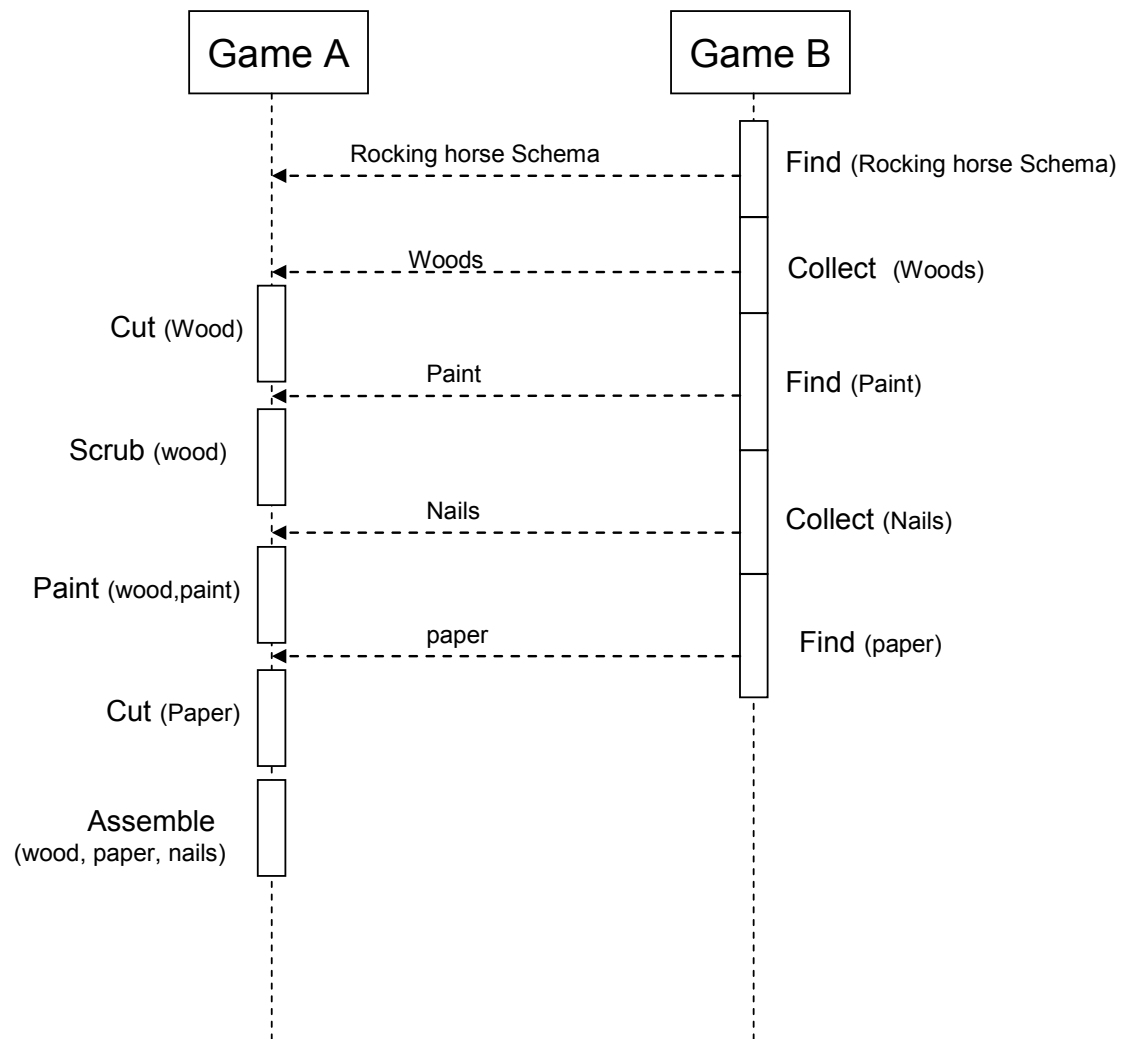 Game A
Game B
Rocking horse Schema
Find (Rocking horse Schema)
Woods
Collect (Woods)
Cut (Wood)
Paint
Find (Paint)
Scrub (wood)
Nails
Collect (Nails)
Paint (wood,paint)
paper
Find (paper)
Cut (Paper)
Assemble
(wood, paper, nails)